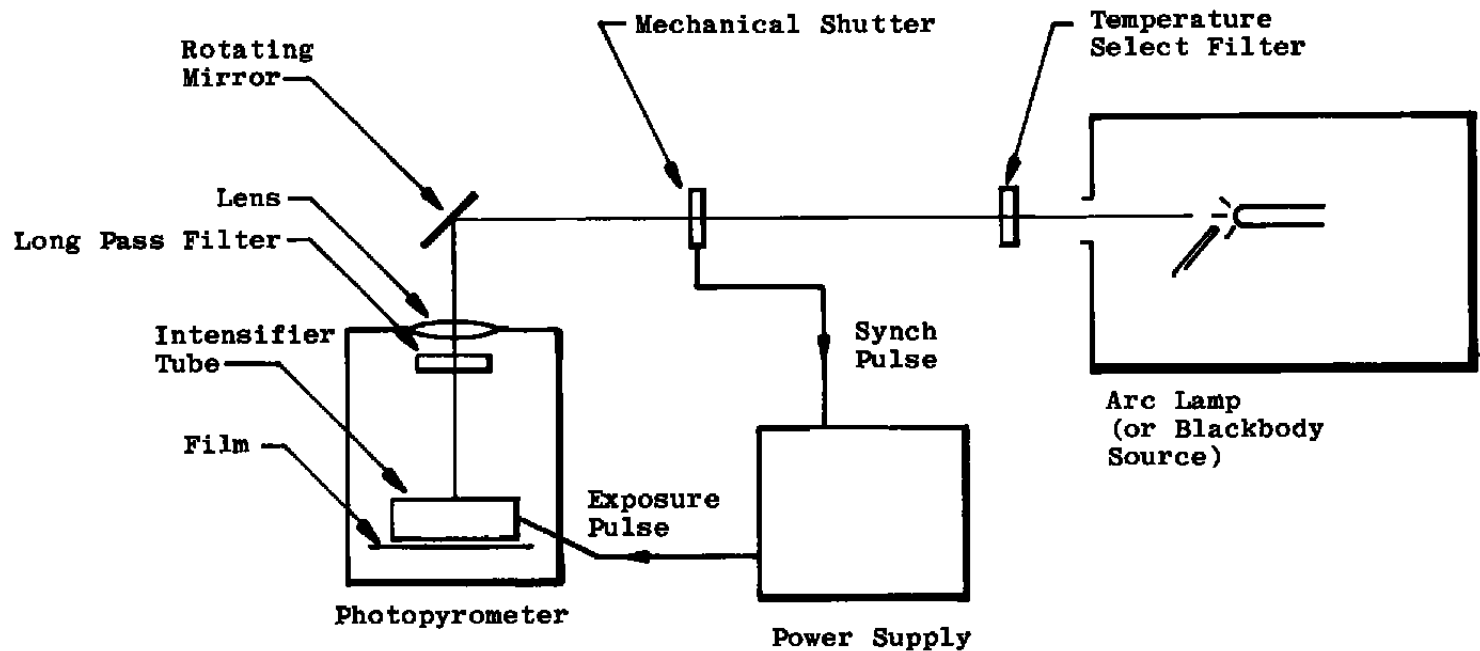 Mechanical Shutter
Temperature
Select Filter
Rotating
Mirror
Lens
Long Pass Filter
Intensifier
Tube
Film
Synch
Pulse
Exposure
Pulse
Arc Lamp
(or Blackbody
Source)
Photopyrometer
Power Supply